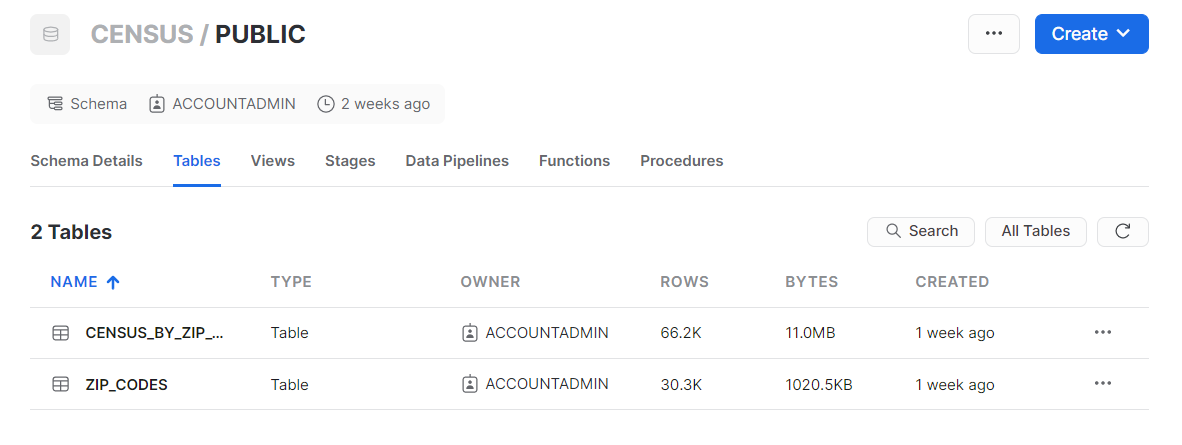 CENSUS / PUBLIC
... Create
Schema ACCOUNTADMIN 2 weeks ago
Schema Details Tables Views Stages Data Pipelines Functions Procedures
2 Tables Search All Tables
NAME TYPE OWNER ROWS BYTES CREATED
CENSUS_BY_ZIP_... Table ACCOUNTADMIN 66.2K 11.0MB 1 week ago ...
ZIP_CODES Table ACCOUNTADMIN 30.3K 1020.5KB 1 week ago ...